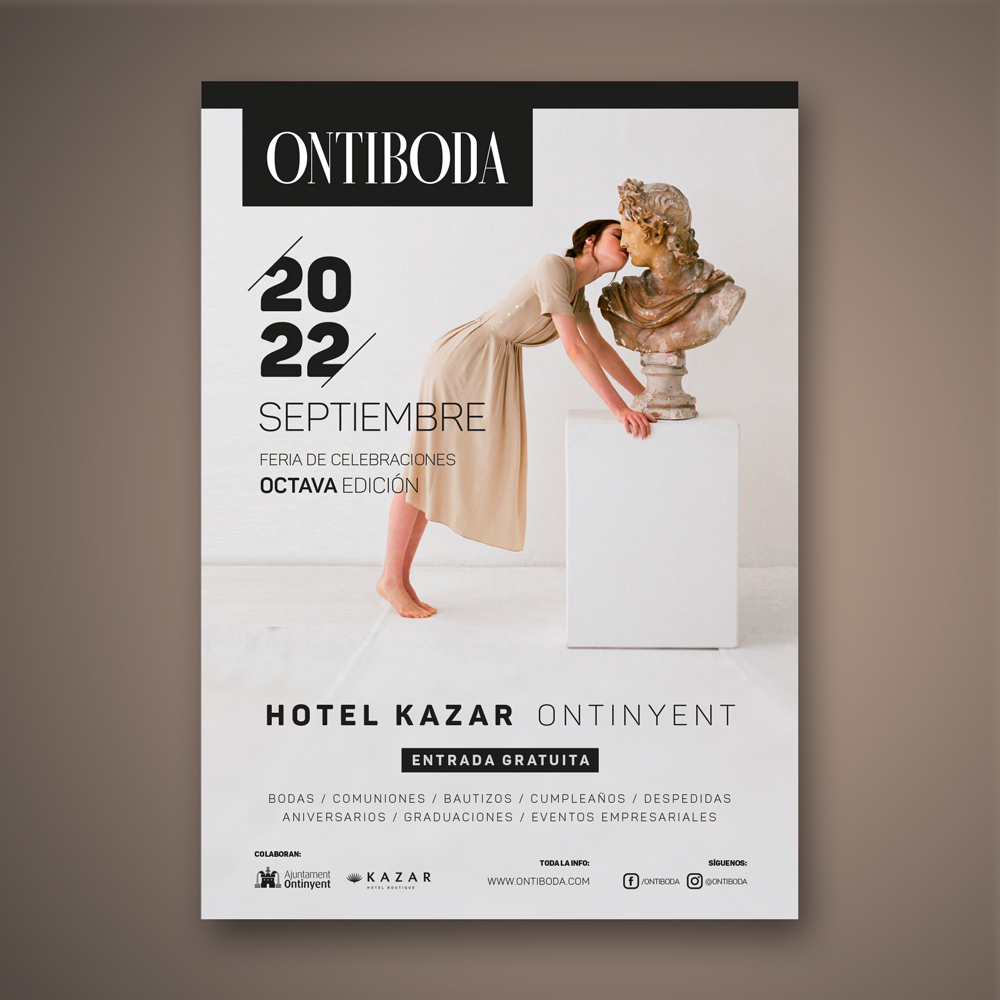 ONTIBODA
20
22
SEPTIEMBRE
FERIA DE CELEBRACIONES
OCTAVA EDICIÓN
HOTEL KAZAR ONTINYENT
ENTRADA GRATUITA
BODAS / COMUNIONES / BAUTIZOS / CUMPLEAÑOS / DESPEDIDAS
ANIVERSARIOS / GRADUACIONES / EVENTOS EMPRESARIALES
COLABORAN:
Ajuntament
Ontinyent
KAZAR
HOTEL BOUTIQUE
TODA LA INFO:
WWW.ONTIBODA.COM
SÍGUENOS:
/ONTIBODA @ONTIBODA